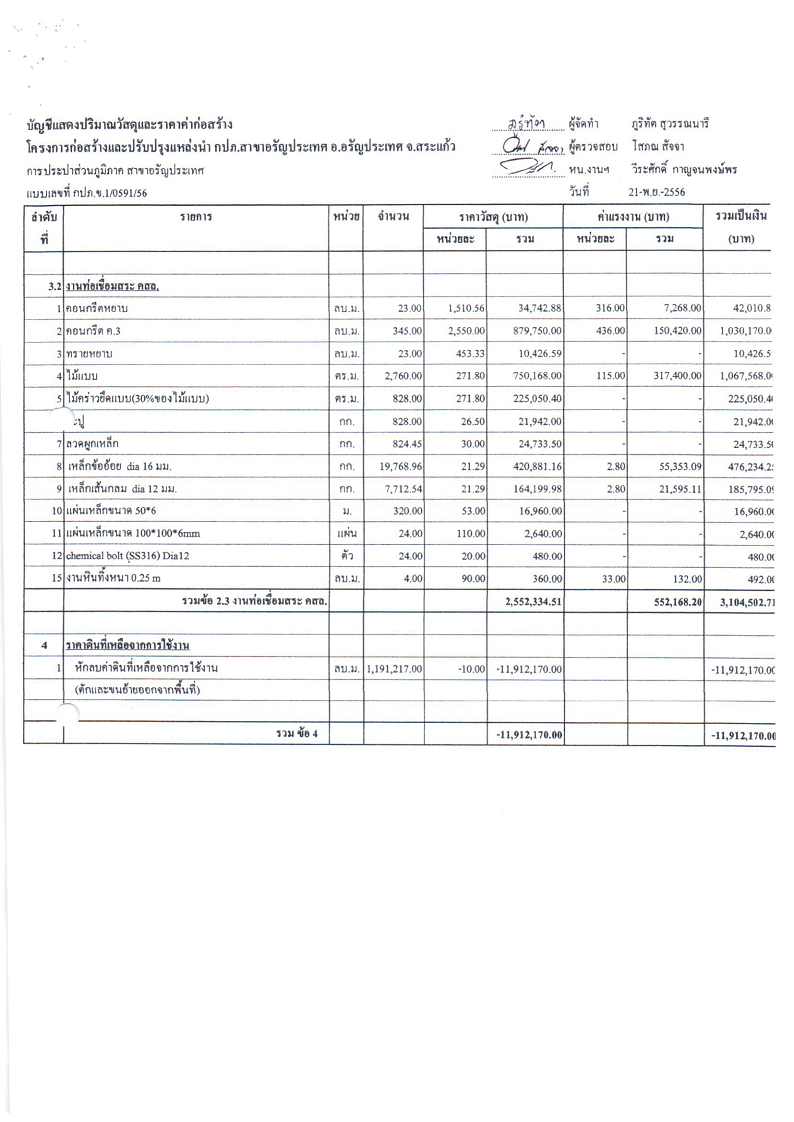 บัญชีแสดงปริมาณวัสดุและราคาค่าก่อสร้าง
ผู้จัดทำ ภูริทัต สุวรรณนารี
โครงการก่อสร้างและปรับปรุงแหล่งน้ำ กปภ.สาขาอรัญประเทศ อ.อรัญประเทศ จ.สระแก้ว
ผู้ตรวจสอบ โสภณ สัจจา
การประปาส่วนภูมิภาค สาขาอรัญประเทศ
หน.งานฯ วีระศักดิ์ กาญจนพงษ์พร
แบบเลขที่ กปภ.ข.1/0591/56
วันที่ 21-พ.ย.-2556
ลำดับ รายการ หน่วย จำนวน ราคาวัสดุ (บาท) ค่าแรงงาน (บาท) รวมเป็นเงิน
ที่ หน่วยละ รวม หน่วยละ รวม (บาท)
3.2 งานท่อเชื่อมสระ คสล.
1 คอนกรีตหยาบ ลบ.ม. 23.00 1,510.56 34,742.88 316.00 7,268.00 42,010.8
2 คอนกรีต ค.3 ลบ.ม. 345.00 2,550.00 879,750.00 436.00 150,420.00 1,030,170.0
3 ทรายหยาบ ลบ.ม. 23.00 453.33 10,426.59 - - 10,426.5
4 ไม้แบบ ตร.ม. 2,760.00 271.80 750,168.00 115.00 317,400.00 1,067,568.0
5 ไม้คร่าวยึดแบบ(30%ของไม้แบบ) ตร.ม. 828.00 271.80 225,050.40 - - 225,050.4
ะปู กก. 828.00 26.50 21,942.00 - - 21,942.0
7 ลวดผูกเหล็ก กก. 824.45 30.00 24,733.50 - - 24,733.5
8 เหล็กข้ออ้อย dia 16 มม. กก. 19,768.96 21.29 420,881.16 2.80 55,353.09 476,234.2
9 เหล็กเส้นกลม dia 12 มม. กก. 7,712.54 21.29 164,199.98 2.80 21,595.11 185,795.0
10 แผ่นเหล็กขนาด 50*6 ม. 320.00 53.00 16,960.00 - - 16,960.0
11 แผ่นเหล็กขนาด 100*100*6mm แผ่น 24.00 110.00 2,640.00 - - 2,640.0
12 chemical bolt (SS316) Dia12 ตัว 24.00 20.00 480.00 - - 480.0
15 งานหินทิ้งหนา 0.25 m ลบ.ม. 4.00 90.00 360.00 33.00 132.00 492.0
รวมข้อ 2.3 งานท่อเชื่อมสระ คสล. 2,552,334.51 552,168.20 3,104,502.71
4 ราคาดินที่เหลือจากการใช้งาน
1 หักลบค่าดินที่เหลือจากการใช้งาน ลบ.ม. 1,191,217.00 -10.00 -11,912,170.00 -11,912,170.0
(ตักและขนย้ายออกจากพื้นที่)
รวม ข้อ 4 -11,912,170.00 -11,912,170.00